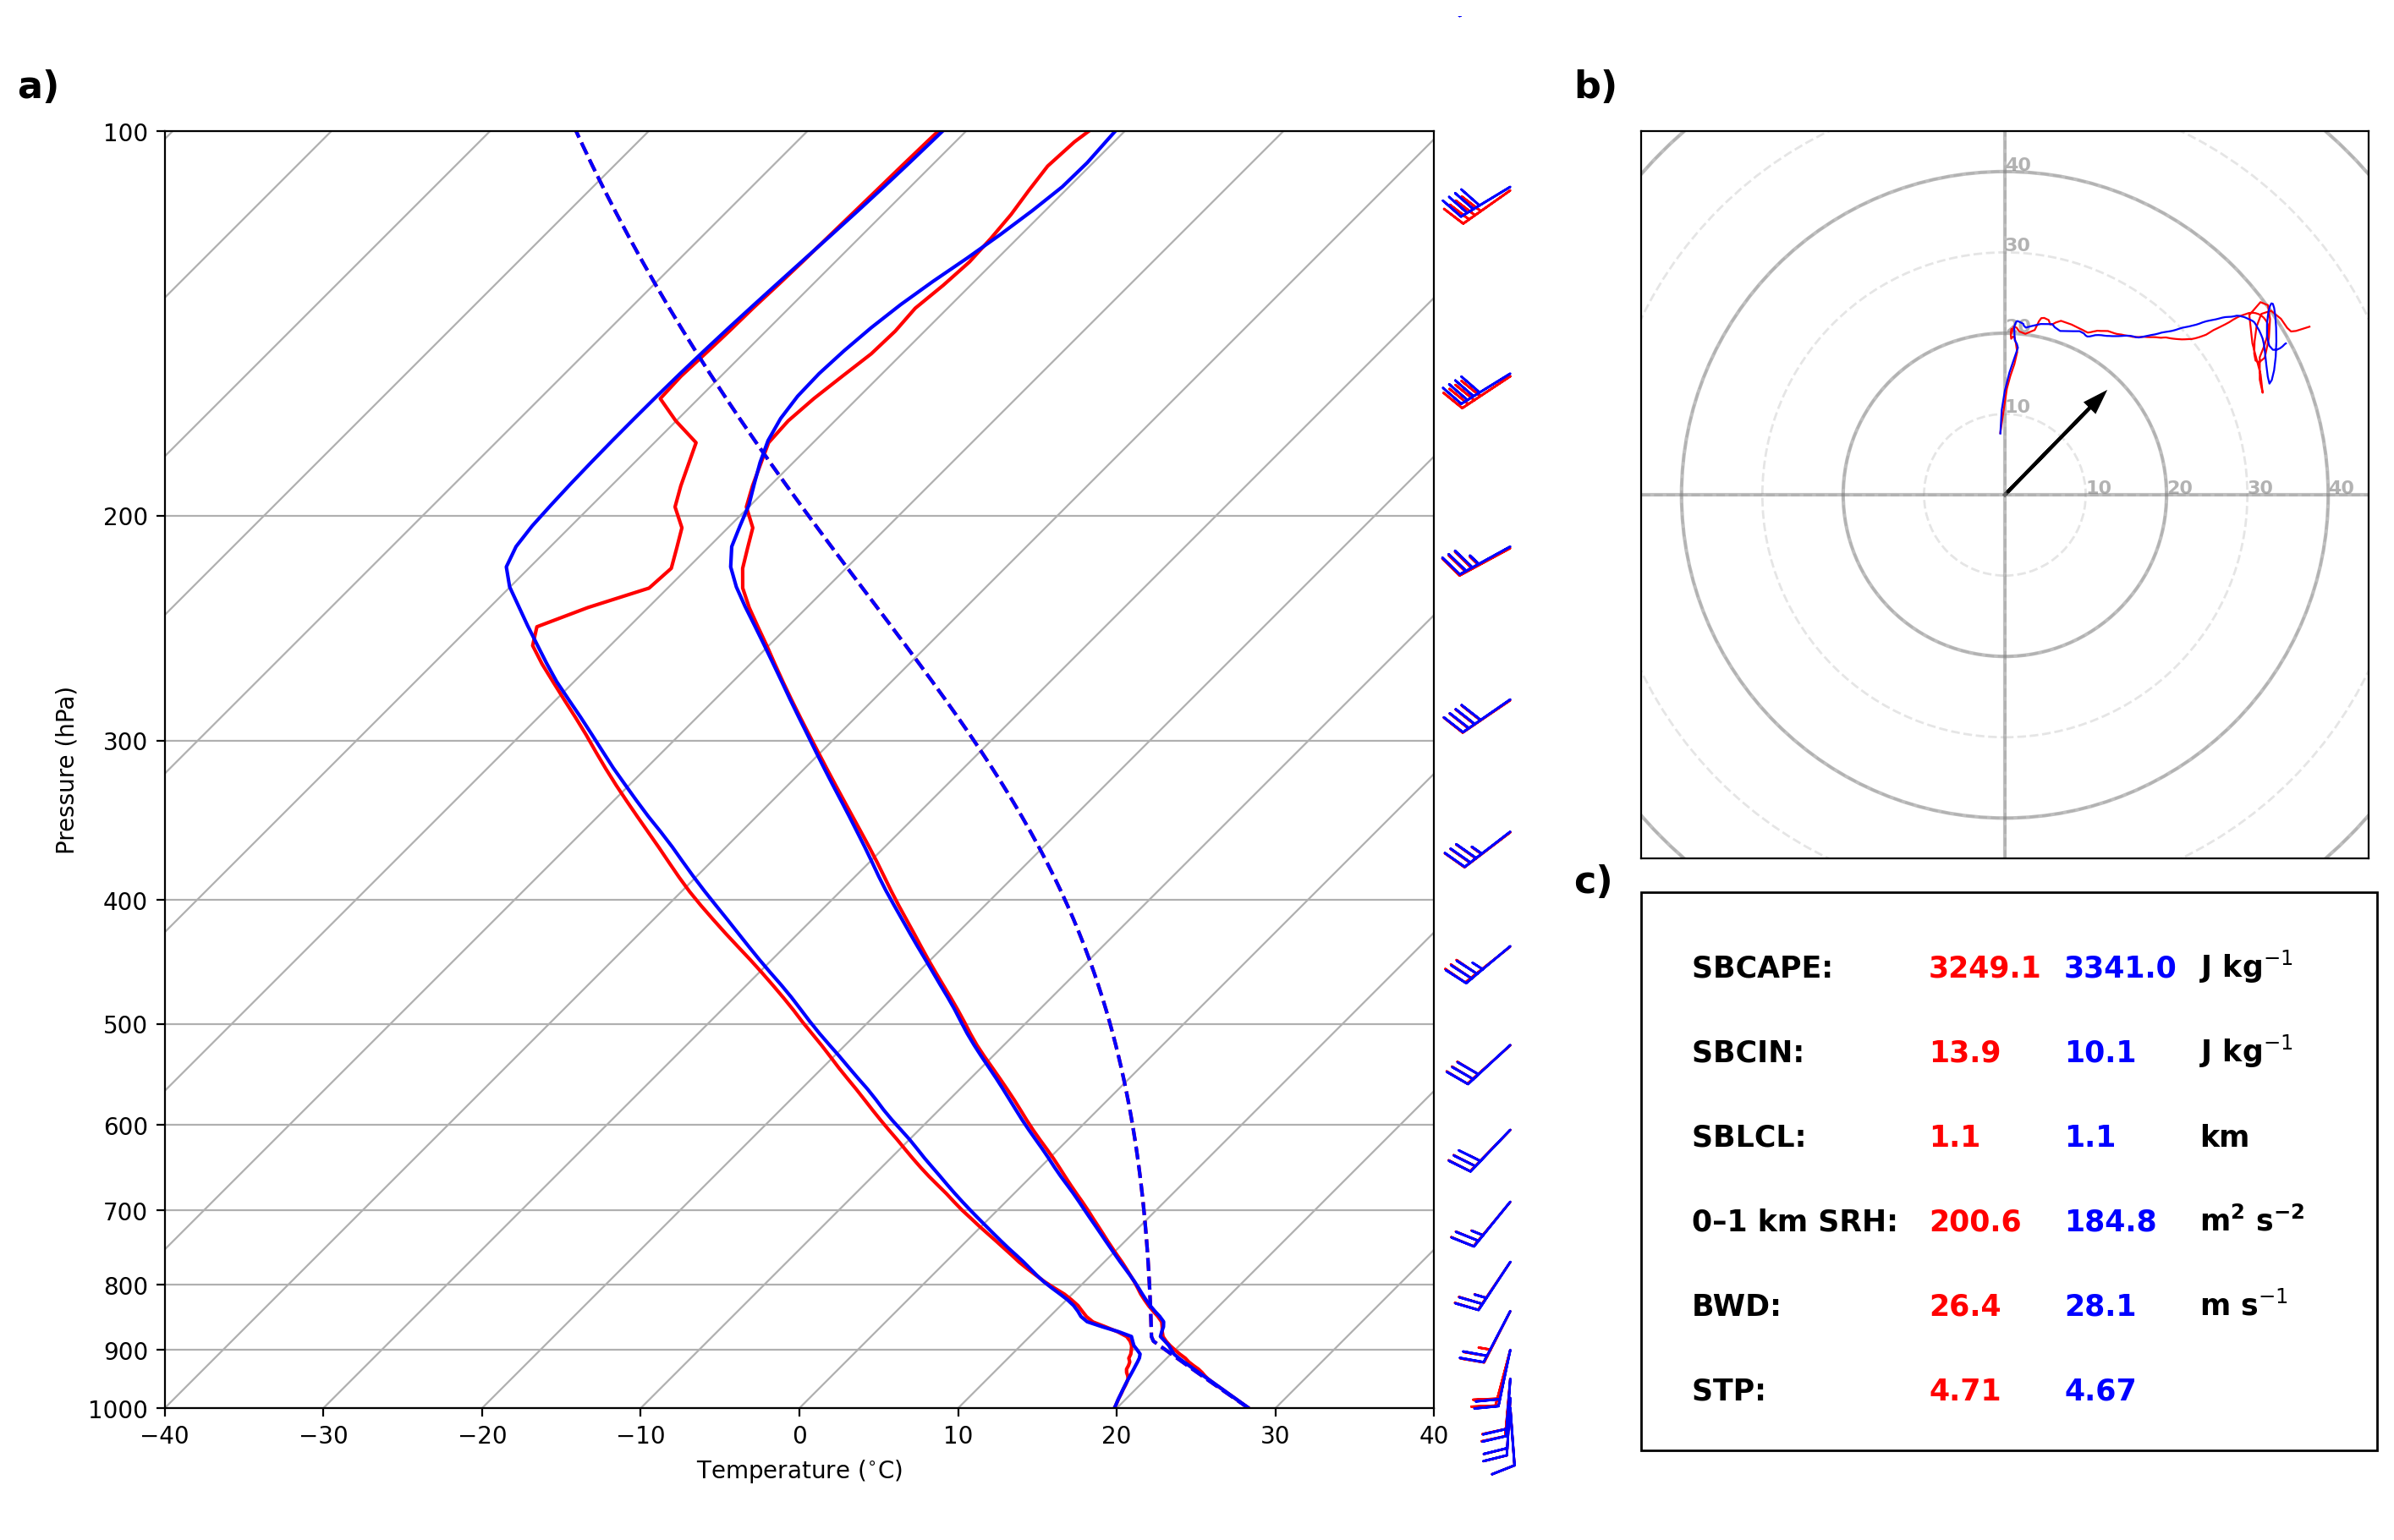 a)
100
200
300
400
500
600
700
800
900
1000
Pressure (hPa)
−40 −30 −20 −10 0 10 20 30 40
Temperature (°C)
b)
40
30
20
10
10 20 30 40
c)
SBCAPE: 3249.1 3341.0 J kg⁻¹
SBCIN: 13.9 10.1 J kg⁻¹
SBLCL: 1.1 1.1 km
0–1 km SRH: 200.6 184.8 m² s⁻²
BWD: 26.4 28.1 m s⁻¹
STP: 4.71 4.67